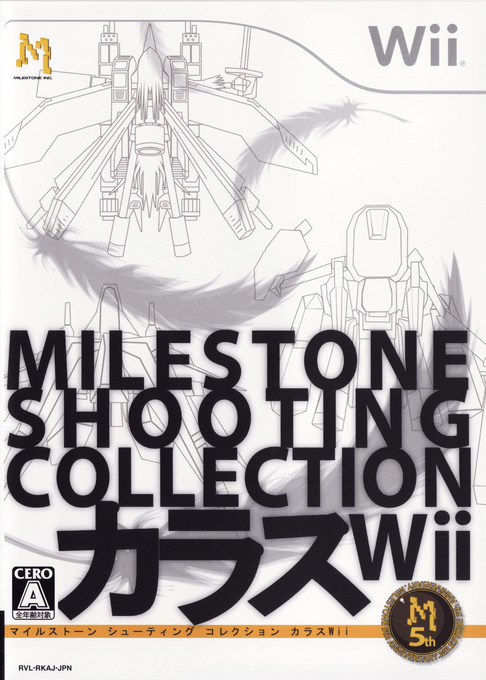 M
MILESTONE INC.
Wii
MILESTONE
SHOOTING
COLLECTION
カラスWii
CERO
A
全年齢対象
M
5th
マイルストーン シューティング コレクション カラスWii
RVL-RKAJ-JPN